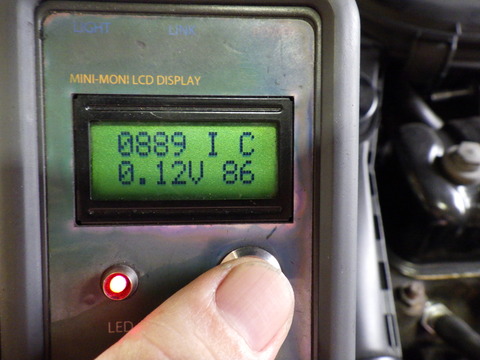 LIGHT LINK
MINI-MONI LCD DISPLAY
0889 I C
0.12V 86
LED